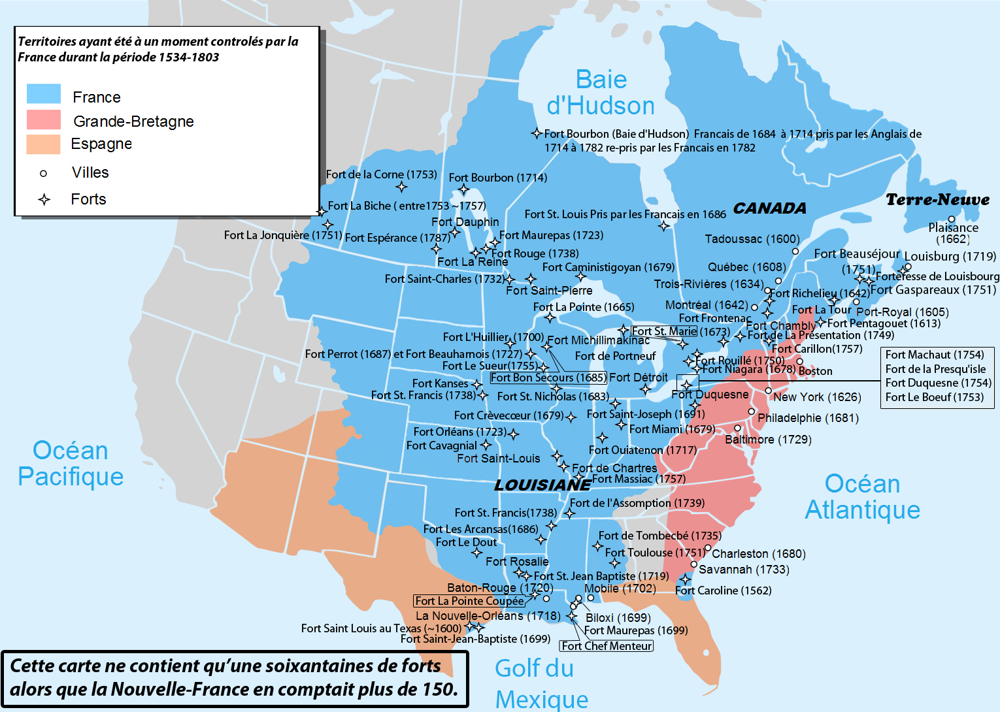 Territoires ayant été à un moment controlés par la
France durant la période 1534-1803
France
Grande-Bretagne
Espagne
Villes
Forts
Baie
d'Hudson
Fort Bourbon (Baie d'Hudson) Francais de 1684 à 1714 pris par les Anglais de
1714 à 1782 re-pris par les Francais en 1782
Fort de la Corne (1753)
Fort Bourbon (1714)
Fort La Biche ( entre1753 ~1757)
Fort St. Louis Pris par les Francais en 1686
CANADA
Terre-Neuve
Fort Dauphin
Plaisance
(1662)
Fort La Jonquière (1751)
Fort Espérance (1787)
Fort Maurepas (1723)
Tadoussac (1600)
Fort Rouge (1738)
Fort La Reine
Fort Beauséjour
(1751)
Louisburg (1719)
Fort Caministigoyan (1679)
Québec (1608)
Forteresse de Louisbourg
Fort Saint-Charles (1732)
Fort Saint-Pierre
Trois-Rivières (1634)
Fort Richelieu (1642)
Fort Gaspareaux (1751)
Fort La Pointe (1665)
Montréal (1642)
Fort La Tour
Port-Royal (1605)
Fort Frontenac
Fort Chambly
Fort Pentagouet (1613)
Fort St. Marie (1673)
Fort de La Présentation (1749)
Fort L'Huillier (1700)
Fort Michillimakinac
Fort Carillon(1757)
Fort Perrot (1687) et Fort Beauharnois (1727)
Fort de Portneuf
Fort Rouillé (1750)
Fort Le Sueur(1755)
Fort Niagara (1678)
Boston
Fort Machaut (1754)
Fort de la Presqu'isle
Fort Duquesne (1754)
Fort Le Boeuf (1753)
Fort Bon Secours (1685)
Fort Détroit
Fort Kanses
Fort St. Francis (1738)
Fort St. Nicholas (1683)
Fort Duquesne
New York (1626)
Fort Crèvecœur (1679)
Fort Saint-Joseph (1691)
Philadelphie (1681)
Fort Orléans (1723)
Fort Miami (1679)
Fort Cavagnial
Baltimore (1729)
Fort Ouiatenon (1717)
Fort Saint-Louis
Fort de Chartres
Fort Massiac (1757)
LOUISIANE
Océan
Pacifique
Océan
Atlantique
Fort de l'Assomption (1739)
Fort St. Francis(1738)
Fort Les Arcansas(1686)
Fort de Tombecbé (1735)
Fort Le Dout
Fort Toulouse (1751)
Charleston (1680)
Fort Rosalie
Savannah (1733)
Fort St. Jean Baptiste (1719)
Baton-Rouge (1720)
Mobile (1702)
Fort Caroline (1562)
Fort La Pointe Coupée
La Nouvelle-Orléans (1718)
Biloxi (1699)
Fort Saint Louis au Texas (~1600)
Fort Maurepas (1699)
Fort Saint-Jean-Baptiste (1699)
Fort Chef Menteur
Golf du
Mexique
Cette carte ne contient qu’une soixantaines de forts
alors que la Nouvelle-France en comptait plus de 150.